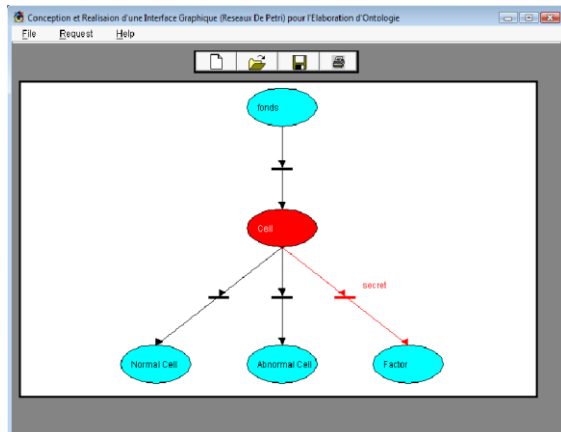 Conception et Realisaion d'une Interface Graphique (Reseaux De Petri) pour l'Elaboration d'Ontologie
File Request Help
fonds
Cell
secret
Normal Cell Abnormal Cell Factor